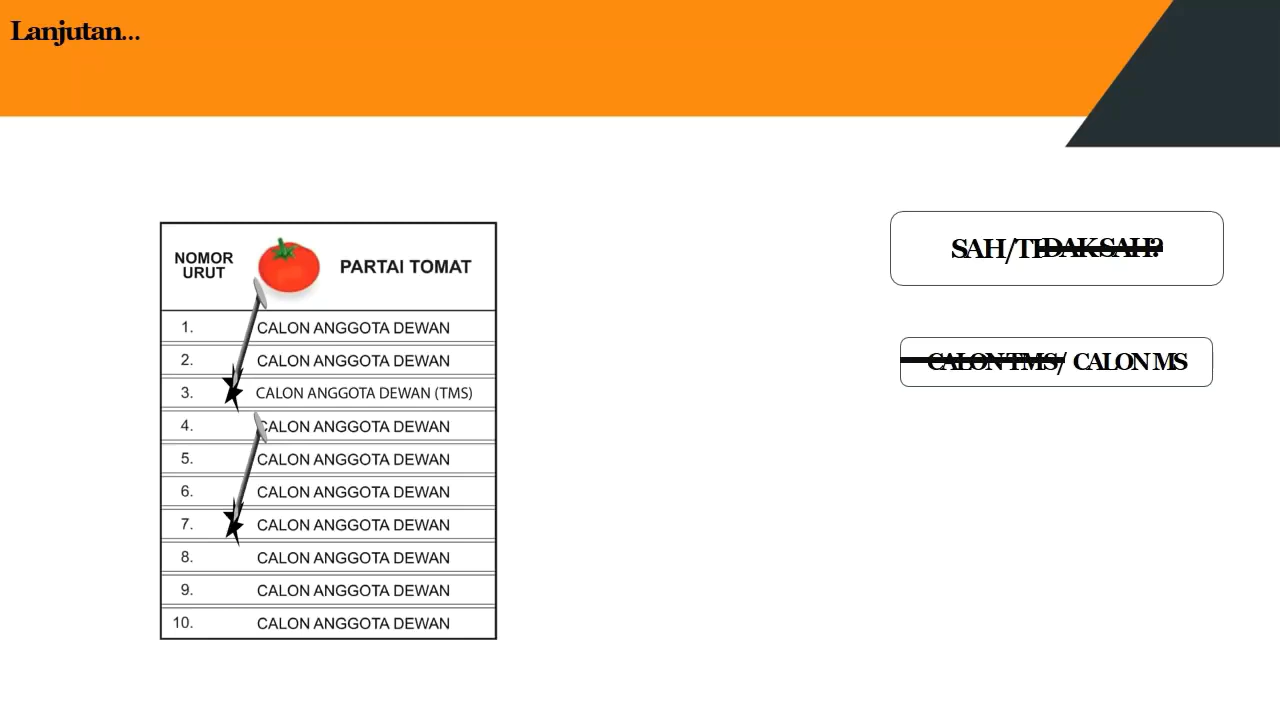 Lanjutan...
NOMOR
URUT
PARTAI TOMAT
1. CALON ANGGOTA DEWAN
2. CALON ANGGOTA DEWAN
3. CALON ANGGOTA DEWAN (TMS)
4. CALON ANGGOTA DEWAN
5. CALON ANGGOTA DEWAN
6. CALON ANGGOTA DEWAN
7. CALON ANGGOTA DEWAN
8. CALON ANGGOTA DEWAN
9. CALON ANGGOTA DEWAN
10. CALON ANGGOTA DEWAN
SAH/TIDAK SAH?
CALON TMS/ CALON MS